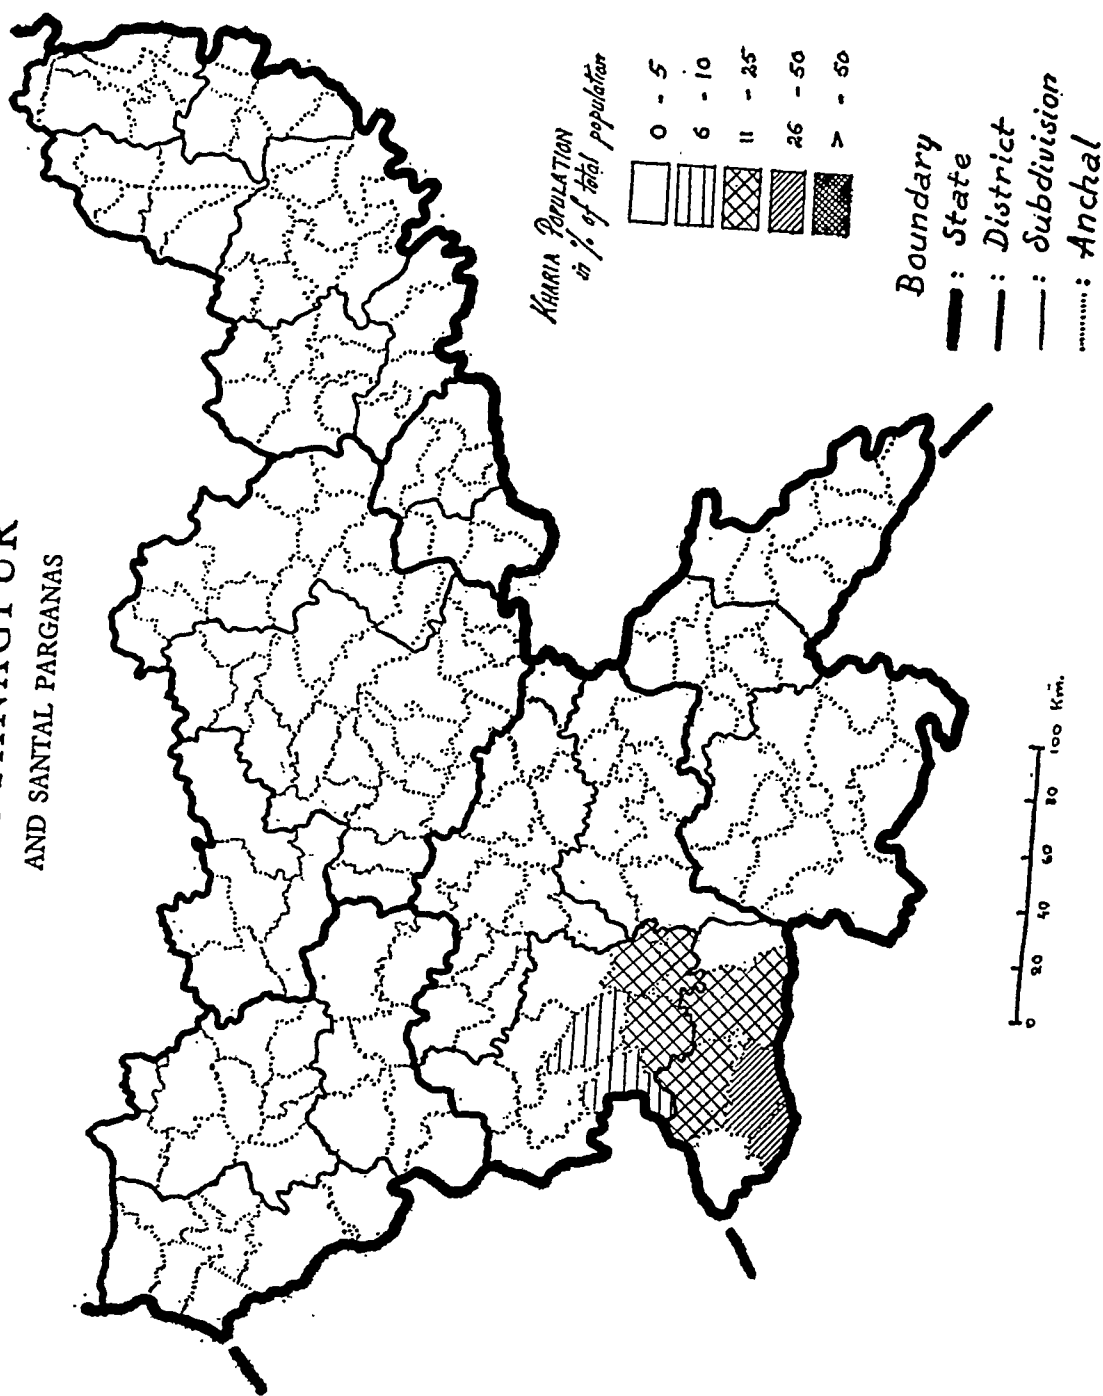 AND SANTAL PARGANAS
KHARIA POPULATION
in % of total population
0 - 5
6 - 10
11 - 25
26 - 50
> - 50
Boundary
: State
: District
: Subdivision
: Anchal
0 20 40 60 80 100 Km.